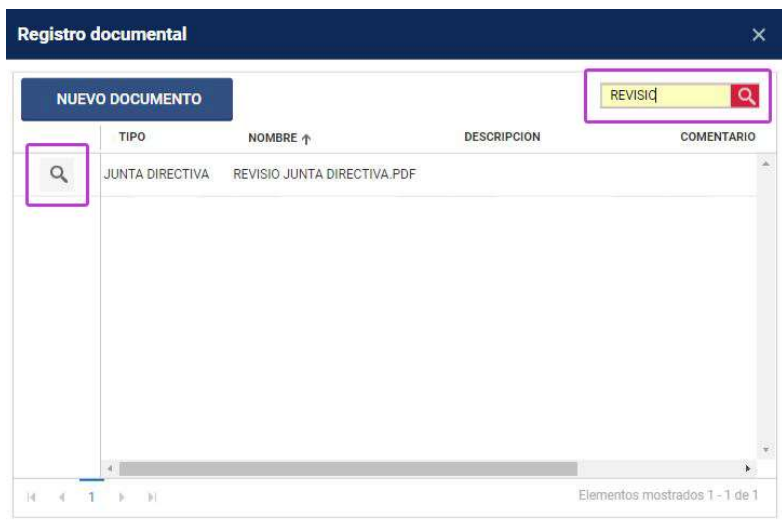 Registro documental
NUEVO DOCUMENTO
REVISIO
TIPO NOMBRE DESCRIPCION COMENTARIO
JUNTA DIRECTIVA REVISIO JUNTA DIRECTIVA.PDF
1 Elementos mostrados 1 - 1 de 1